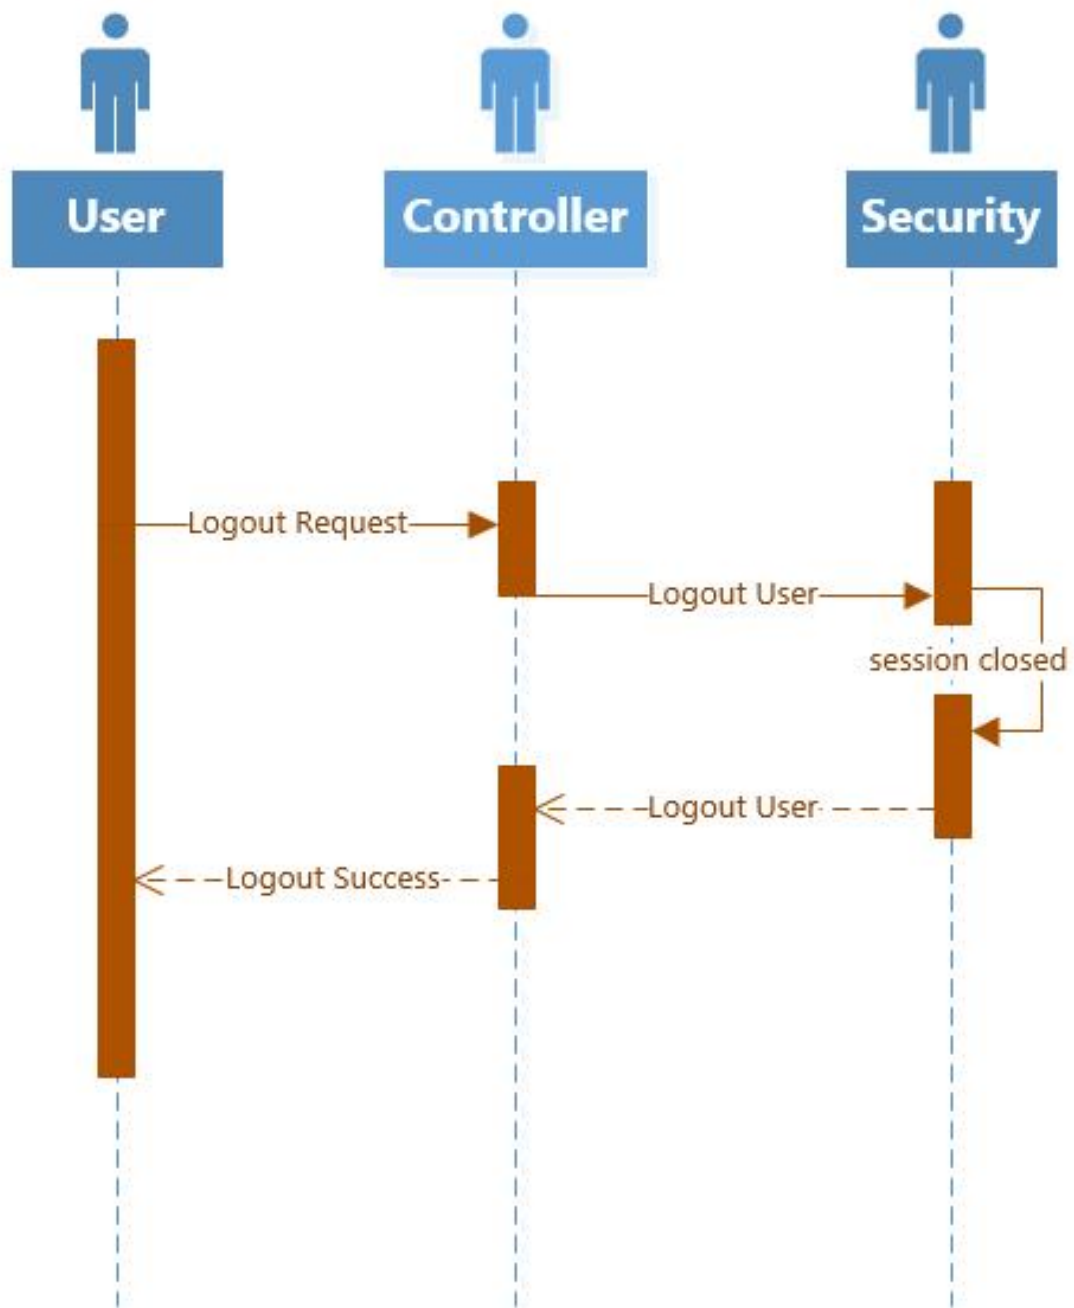 User
Controller
Security
Logout Request
Logout User
session closed
Logout User
Logout Success